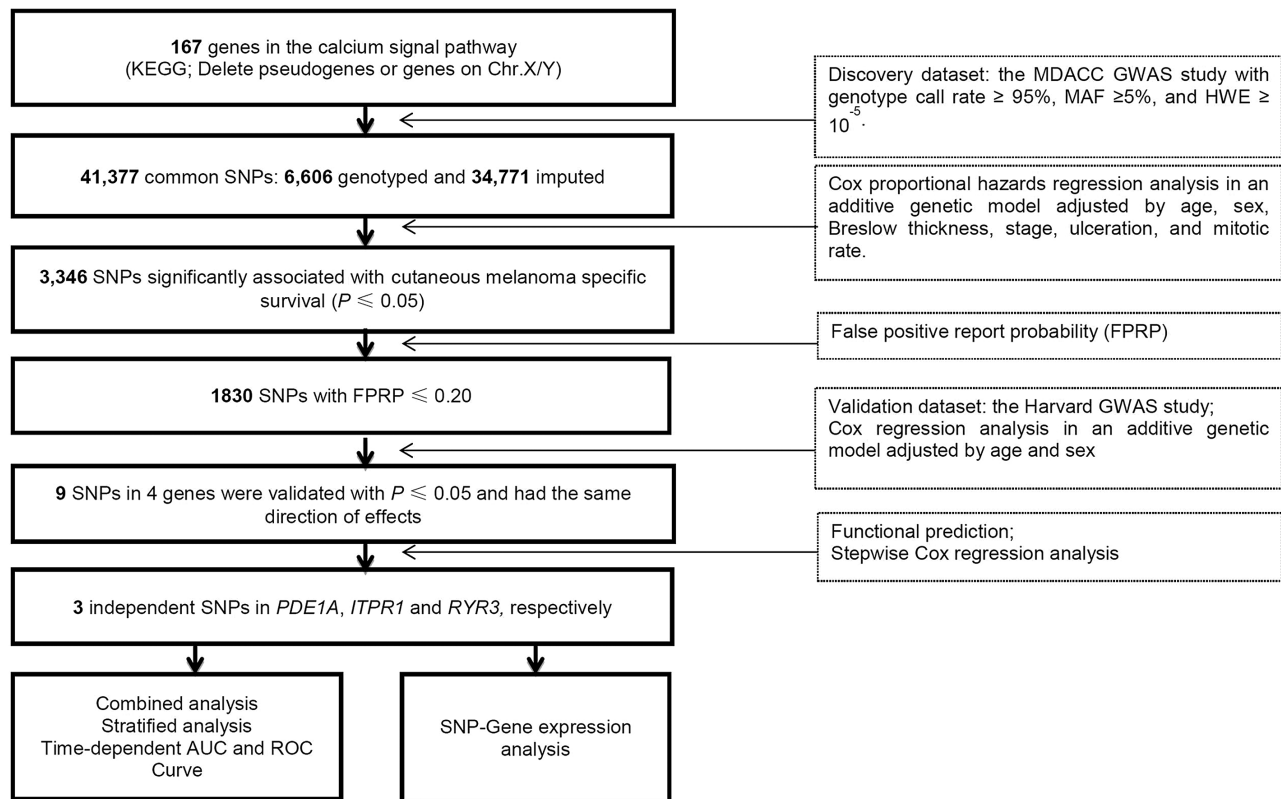 167 genes in the calcium signal pathway
(KEGG; Delete pseudogenes or genes on Chr.X/Y)
Discovery dataset: the MDACC GWAS study with
genotype call rate ≥ 95%, MAF ≥5%, and HWE ≥
10⁻⁵.
41,377 common SNPs: 6,606 genotyped and 34,771 imputed
Cox proportional hazards regression analysis in an
additive genetic model adjusted by age, sex,
Breslow thickness, stage, ulceration, and mitotic
rate.
3,346 SNPs significantly associated with cutaneous melanoma specific
survival (P ≤ 0.05)
False positive report probability (FPRP)
1830 SNPs with FPRP ≤ 0.20
Validation dataset: the Harvard GWAS study;
Cox regression analysis in an additive genetic
model adjusted by age and sex
9 SNPs in 4 genes were validated with P ≤ 0.05 and had the same
direction of effects
Functional prediction;
Stepwise Cox regression analysis
3 independent SNPs in PDE1A, ITPR1 and RYR3, respectively
Combined analysis
Stratified analysis
Time-dependent AUC and ROC
Curve
SNP-Gene expression
analysis